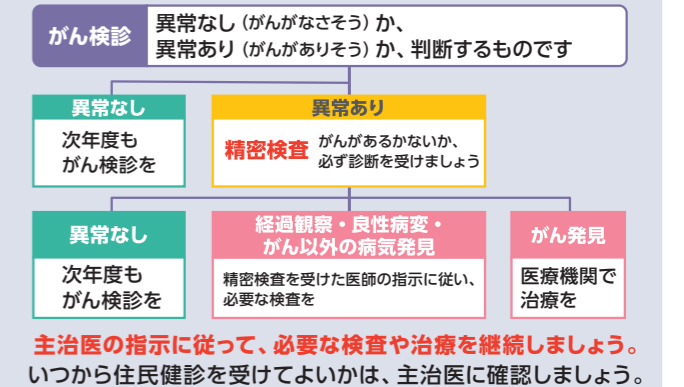 がん検診
異常なし（がんがなさそう）か、
異常あり（がんがありそう）か、判断するものです
異常なし
次年度も
がん検診を
異常あり
精密検査
がんがあるかないか、
必ず診断を受けましょう
異常なし
次年度も
がん検診を
経過観察・良性病変・
がん以外の病気発見
精密検査を受けた医師の指示に従い、
必要な検査を
がん発見
医療機関で
治療を
主治医の指示に従って、必要な検査や治療を継続しましょう。
いつから住民健診を受けてよいかは、主治医に確認しましょう。